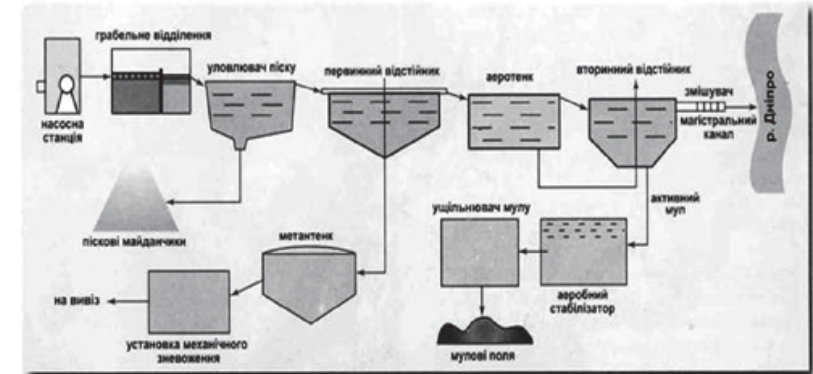 грабельне відділення
уловлювач піску
первинний відстійник
аеротенк
вторинний відстійник
змішувач
магістральний
канал
р. Дніпро
насосна
станція
активний
мул
ущільнювач мулу
піскові майданчики
метантенк
аеробний
стабілізатор
на вивіз
установка механічного
зневоження
мулові поля